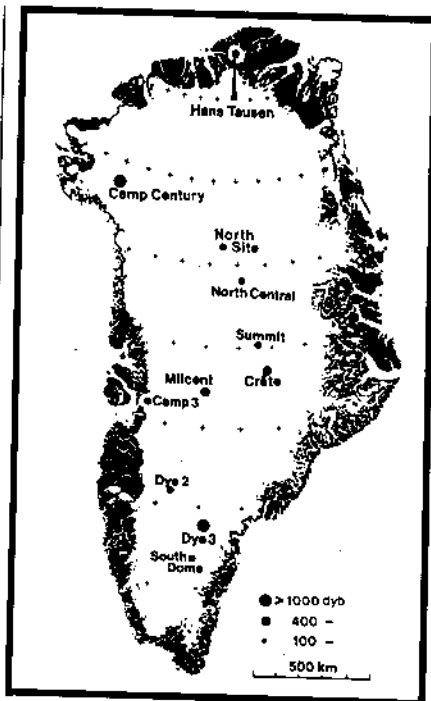 Hans Tausen
Camp Century
North
Site
North Central
Summit
Milcent
Crete
Camp 3
Dye 2
Dye 3
South
Dome
> 1000 dyb
400 -
100 -
500 km